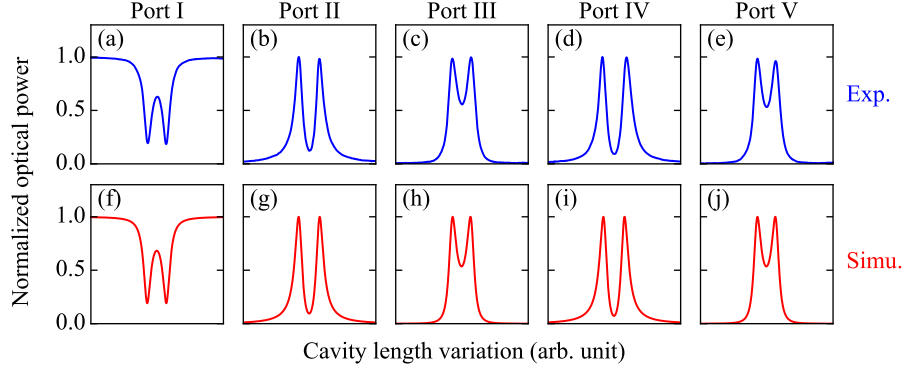 Port I Port II Port III Port IV Port V
(a) (b) (c) (d) (e)
1.0
0.5
0.0
Exp.
(f) (g) (h) (i) (j)
1.0
0.5
0.0
Simu.
Normalized optical power
Cavity length variation (arb. unit)